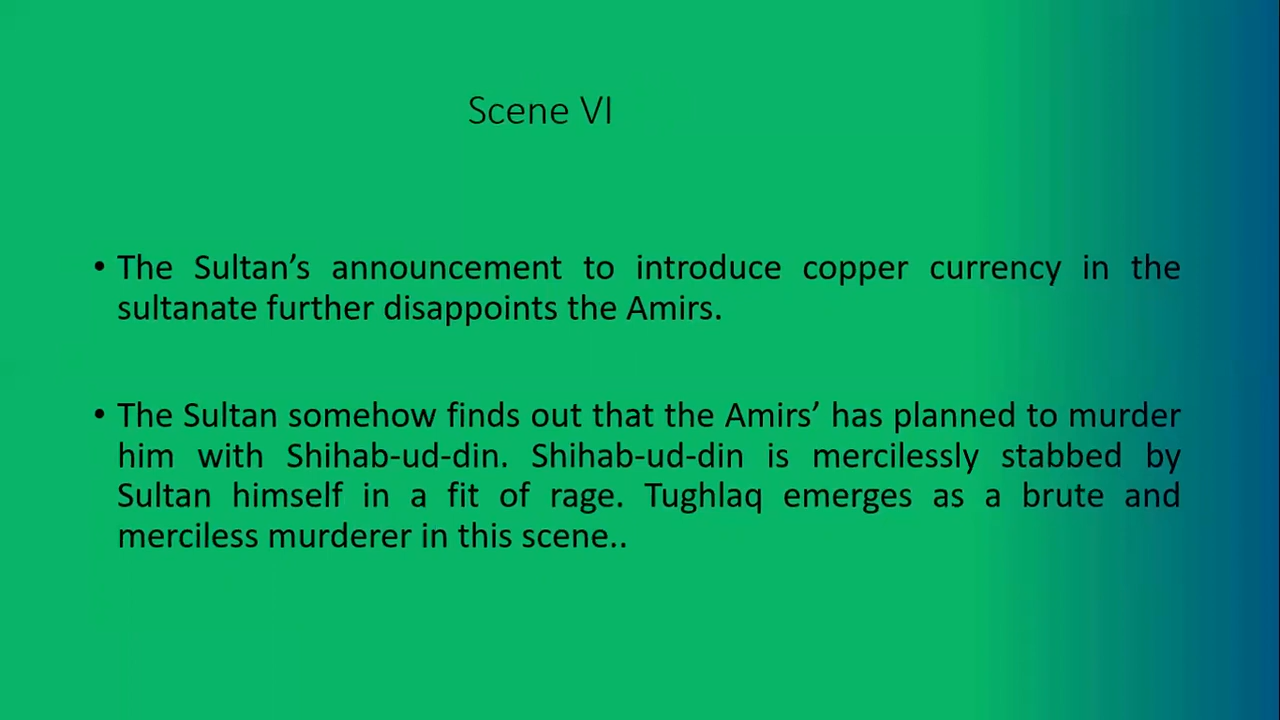 Scene VI
• The Sultan’s announcement to introduce copper currency in the
sultanate further disappoints the Amirs.
• The Sultan somehow finds out that the Amirs’ has planned to murder
him with Shihab-ud-din. Shihab-ud-din is mercilessly stabbed by
Sultan himself in a fit of rage. Tughlaq emerges as a brute and
merciless murderer in this scene..